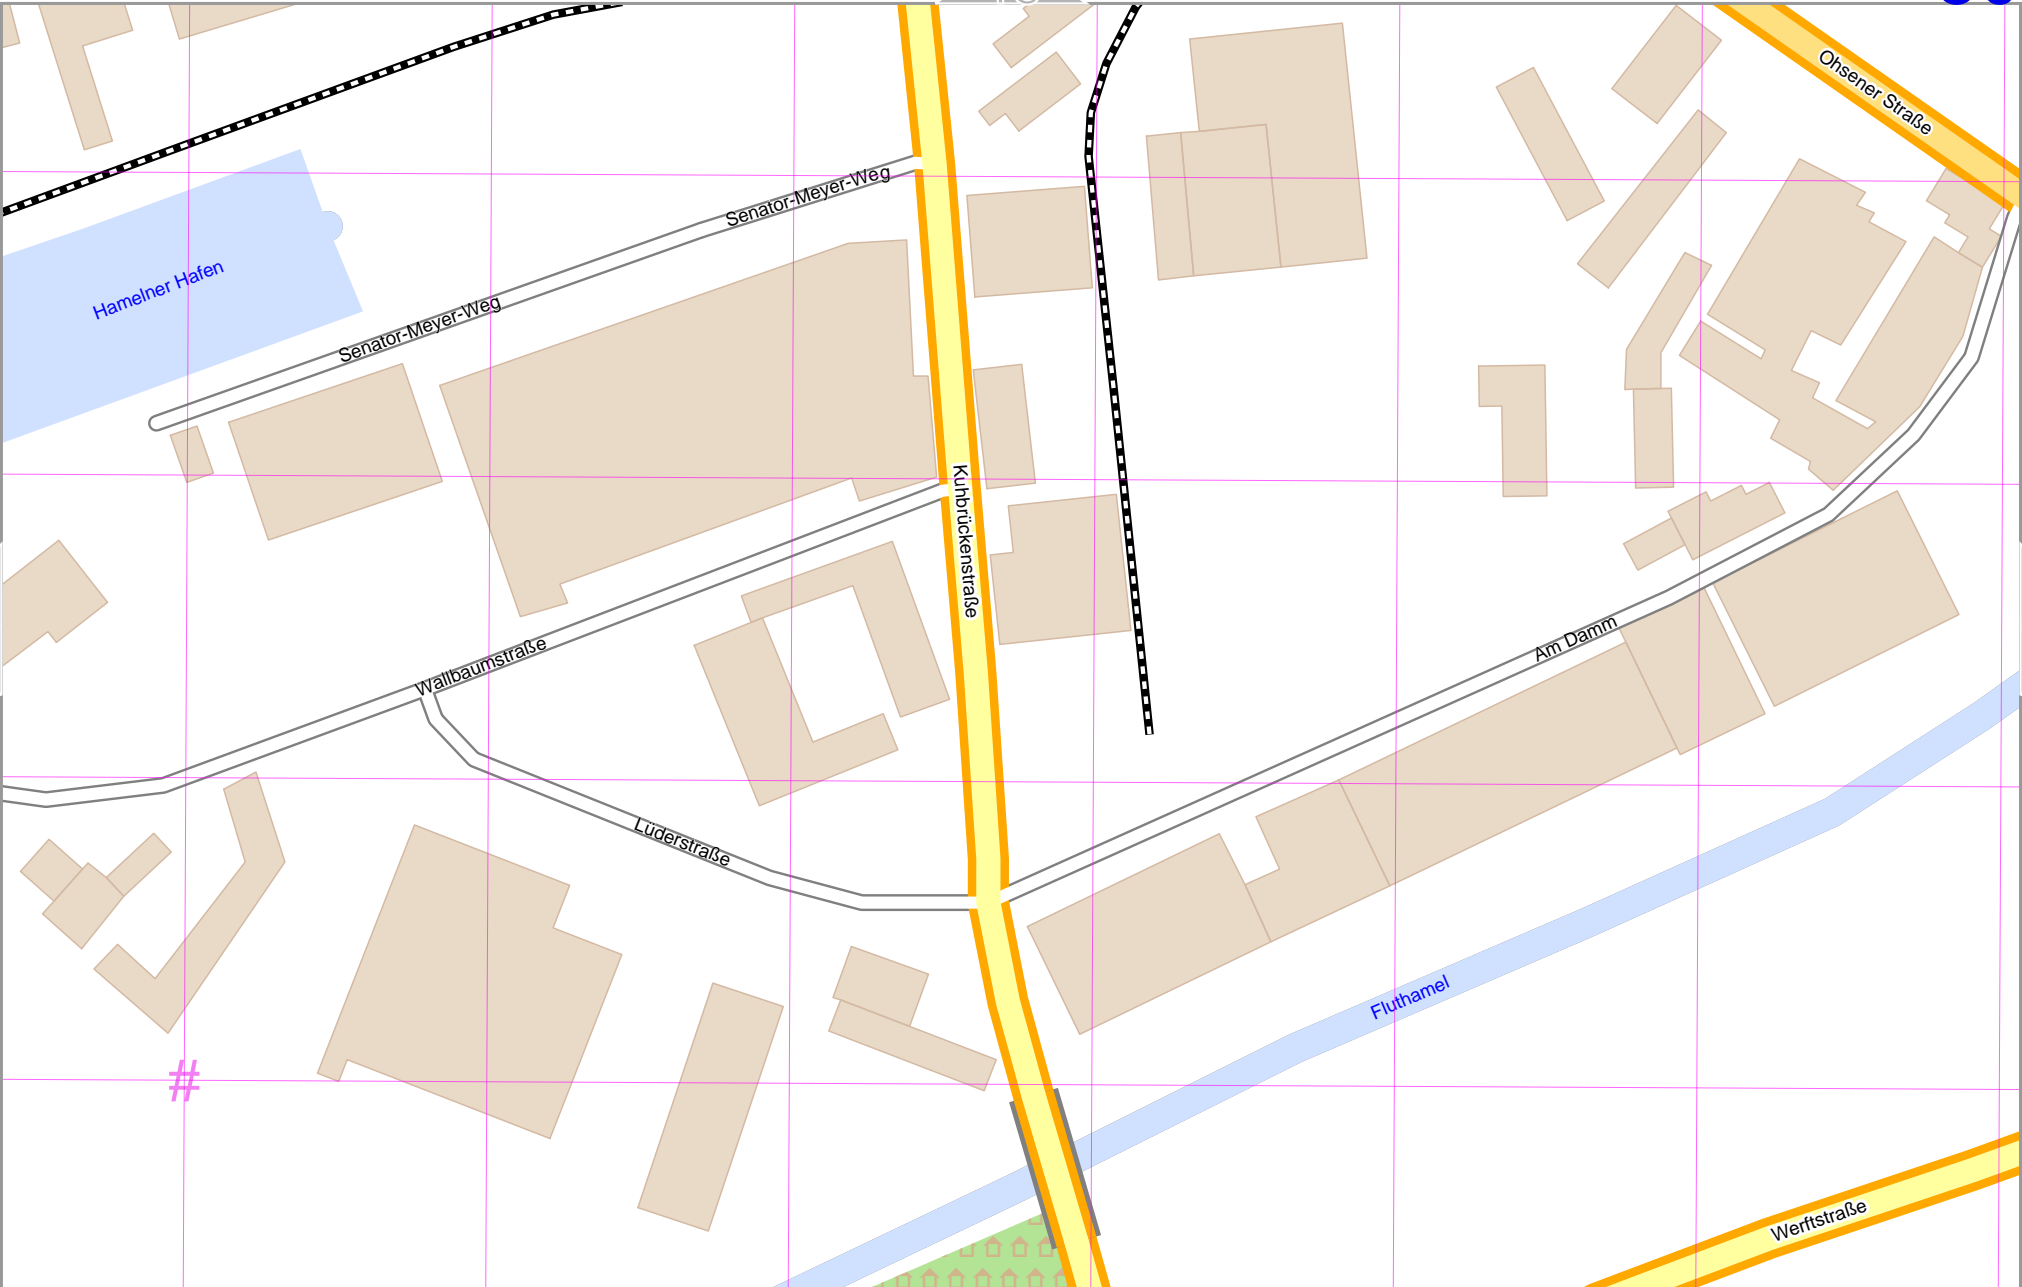 Ohsener Straße
Senator-Meyer-Weg
Hamelner Hafen
Senator-Meyer-Weg
Kuhbrückenstraße
Wallbaumstraße
Am Damm
Lüderstraße
Fluthamel
#
Werftstraße